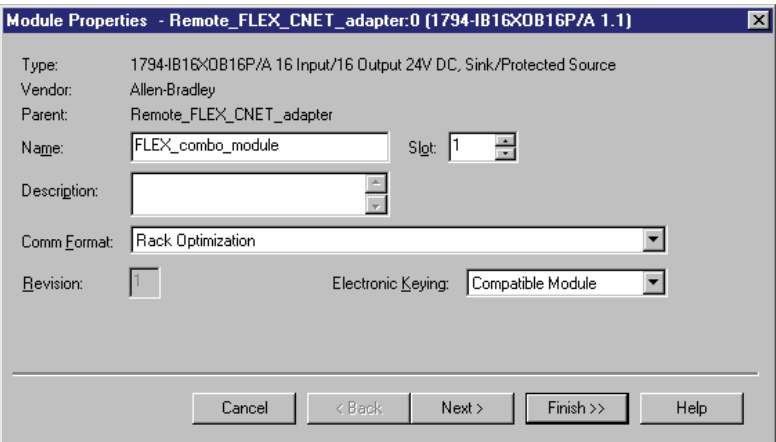 Module Properties - Remote_FLEX_CNET_adapter:0 (1794-IB16XOB16P/A 1.1)
Type: 1794-IB16XOB16P/A 16 Input/16 Output 24V DC, Sink/Protected Source
Vendor: Allen-Bradley
Parent: Remote_FLEX_CNET_adapter
Name: FLEX_combo_module Slot: 1
Description:
Comm Format: Rack Optimization
Revision: 1 Electronic Keying: Compatible Module
Cancel < Back Next > Finish >> Help